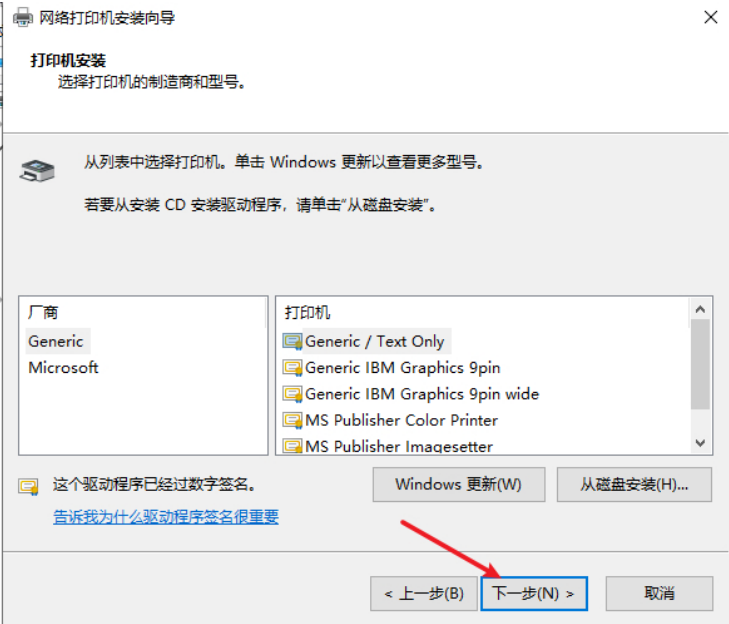 网络打印机安装向导
打印机安装
选择打印机的制造商和型号。
从列表中选择打印机。单击 Windows 更新以查看更多型号。
若要从安装 CD 安装驱动程序，请单击“从磁盘安装”。
厂商
Generic
Microsoft
打印机
Generic / Text Only
Generic IBM Graphics 9pin
Generic IBM Graphics 9pin wide
MS Publisher Color Printer
MS Publisher Imagesetter
这个驱动程序已经过数字签名。
告诉我为什么驱动程序签名很重要
Windows 更新(W)
从磁盘安装(H)...
< 上一步(B)
下一步(N) >
取消